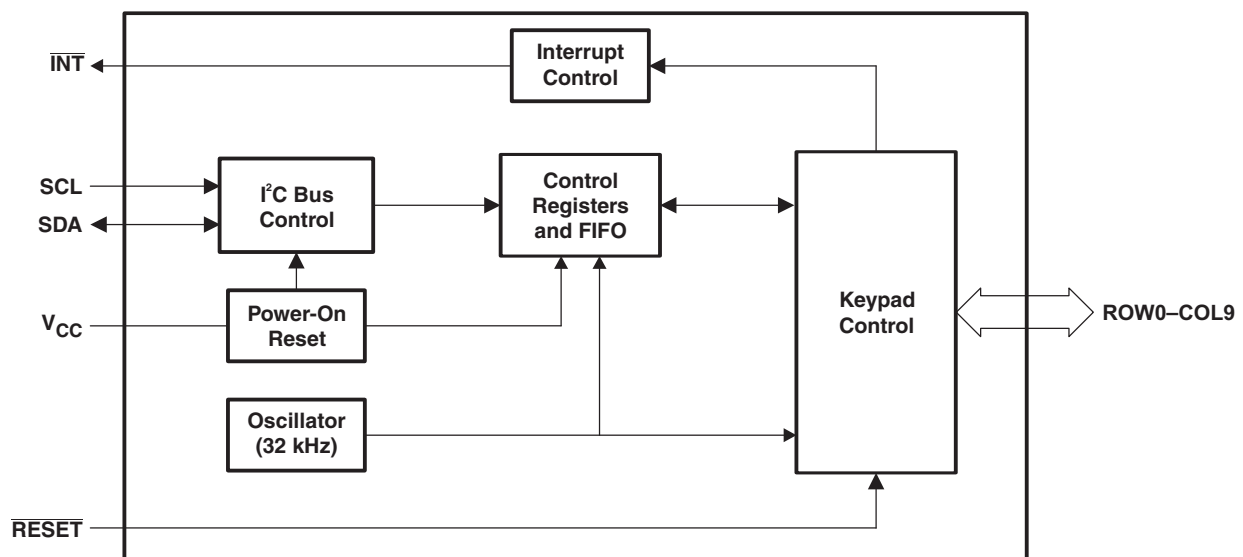 INT
Interrupt
Control
SCL
SDA
I²C Bus
Control
Control
Registers
and FIFO
Keypad
Control
ROW0–COL9
VCC
Power-On
Reset
Oscillator
(32 kHz)
RESET